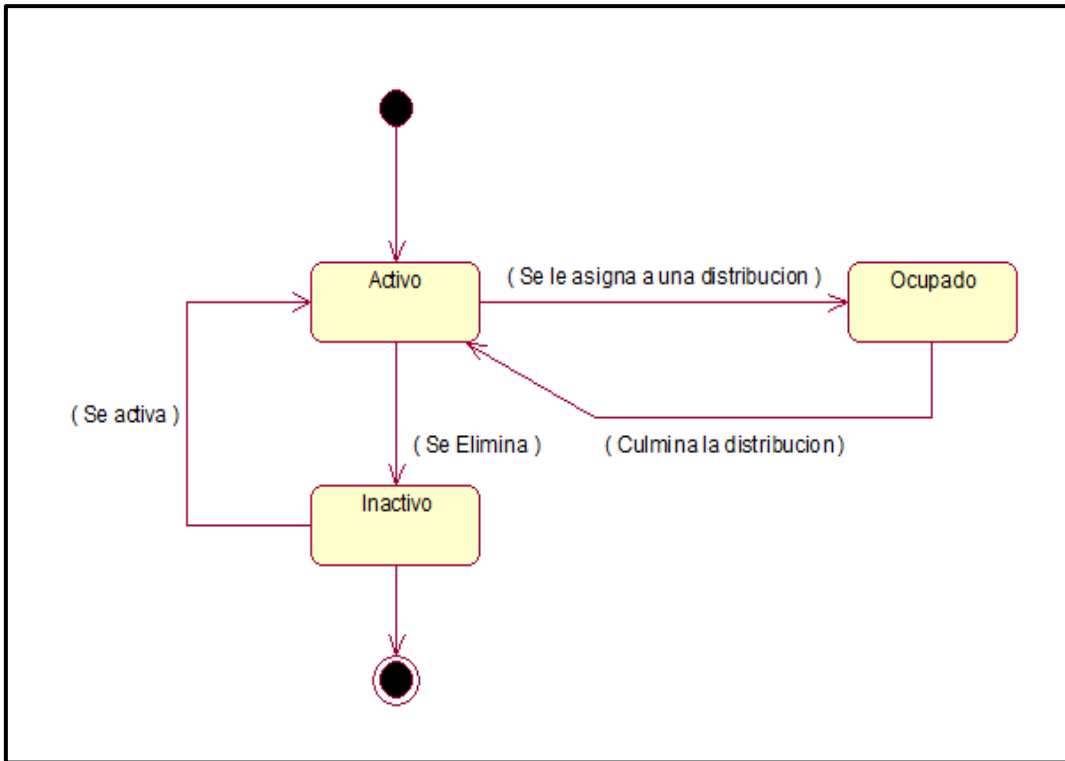 Activo
( Se le asigna a una distribucion )
Ocupado
( Se activa )
( Se Elimina )
( Culmina la distribucion)
Inactivo